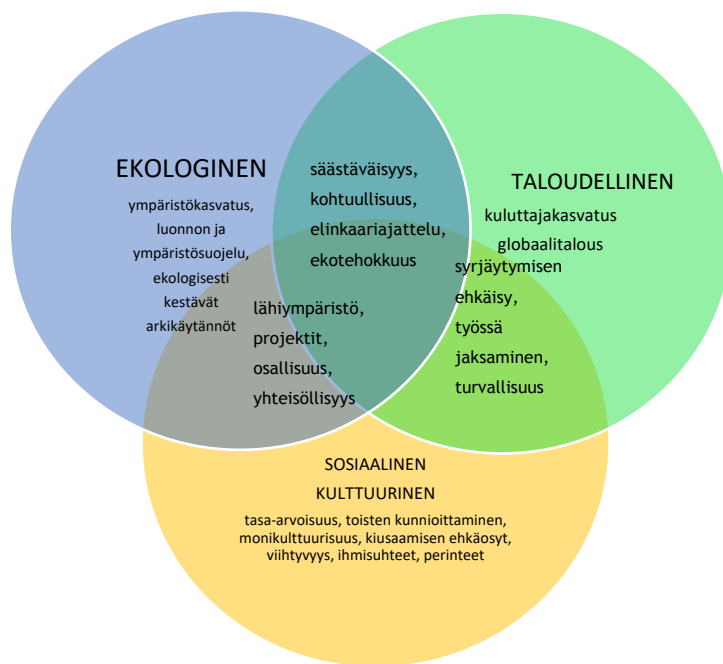 EKOLOGINEN
ympäristökasvatus,
luonnon ja
ympäristösuojelu,
ekologisesti
kestävät
arkikäytännöt
säästäväisyys,
kohtuullisuus,
elinkaariajattelu,
ekotehokkuus
TALOUDELLINEN
kuluttajakasvatus
globaalitalous
syrjäytymisen
ehkäisy,
työssä
jaksaminen,
turvallisuus
lähiympäristö,
projektit,
osallisuus,
yhteisöllisyys
SOSIAALINEN
KULTTUURINEN
tasa-arvoisuus, toisten kunnioittaminen,
monikulttuurisuus, kiusaamisen ehkäosyt,
viihtyvyys, ihmisuhteet, perinteet